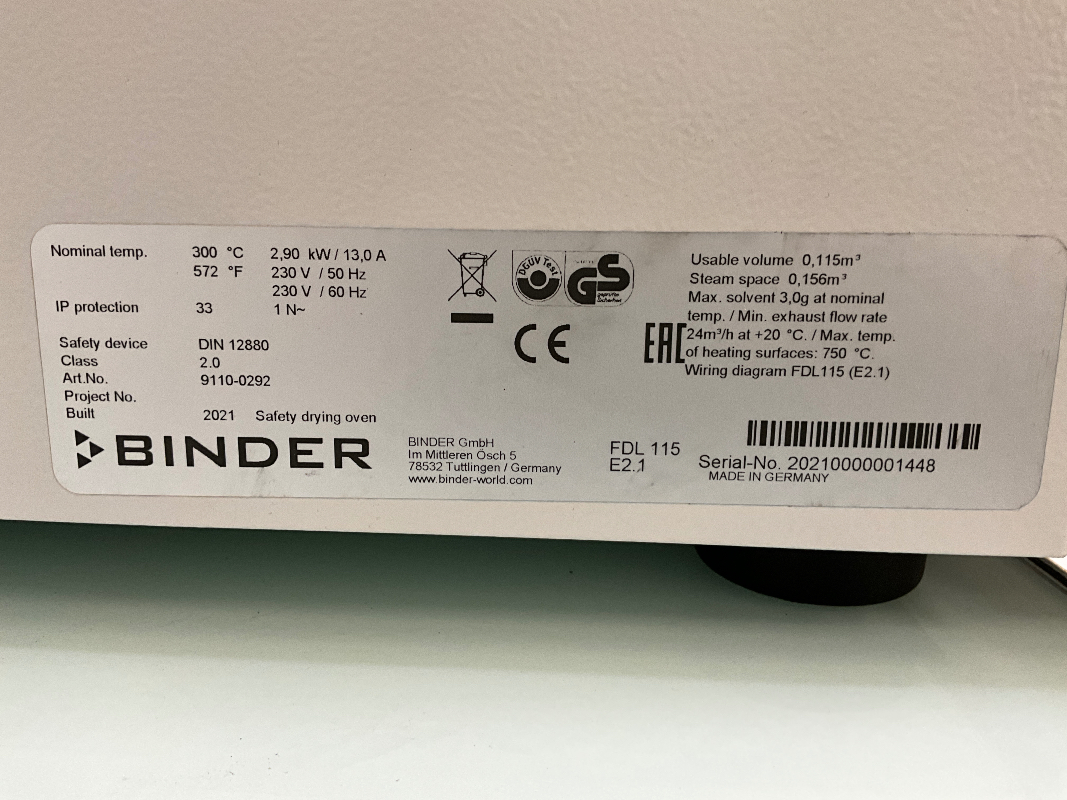 Nominal temp. 300 °C 2,90 kW / 13,0 A
572 °F 230 V / 50 Hz
230 V / 60 Hz
IP protection 33 1 N~
Safety device DIN 12880
Class 2.0
Art.No. 9110-0292
Project No.
Built 2021 Safety drying oven
BINDER
BINDER GmbH
Im Mittleren Ösch 5
78532 Tuttlingen / Germany
www.binder-world.com
DGUV Test
GS
CE
EAC
FDL 115
E2.1
Usable volume 0,115m³
Steam space 0,156m³
Max. solvent 3,0g at nominal
temp. / Min. exhaust flow rate
24m³/h at +20 °C. / Max. temp.
of heating surfaces: 750 °C.
Wiring diagram FDL115 (E2.1)
Serial-No. 20210000001448
MADE IN GERMANY